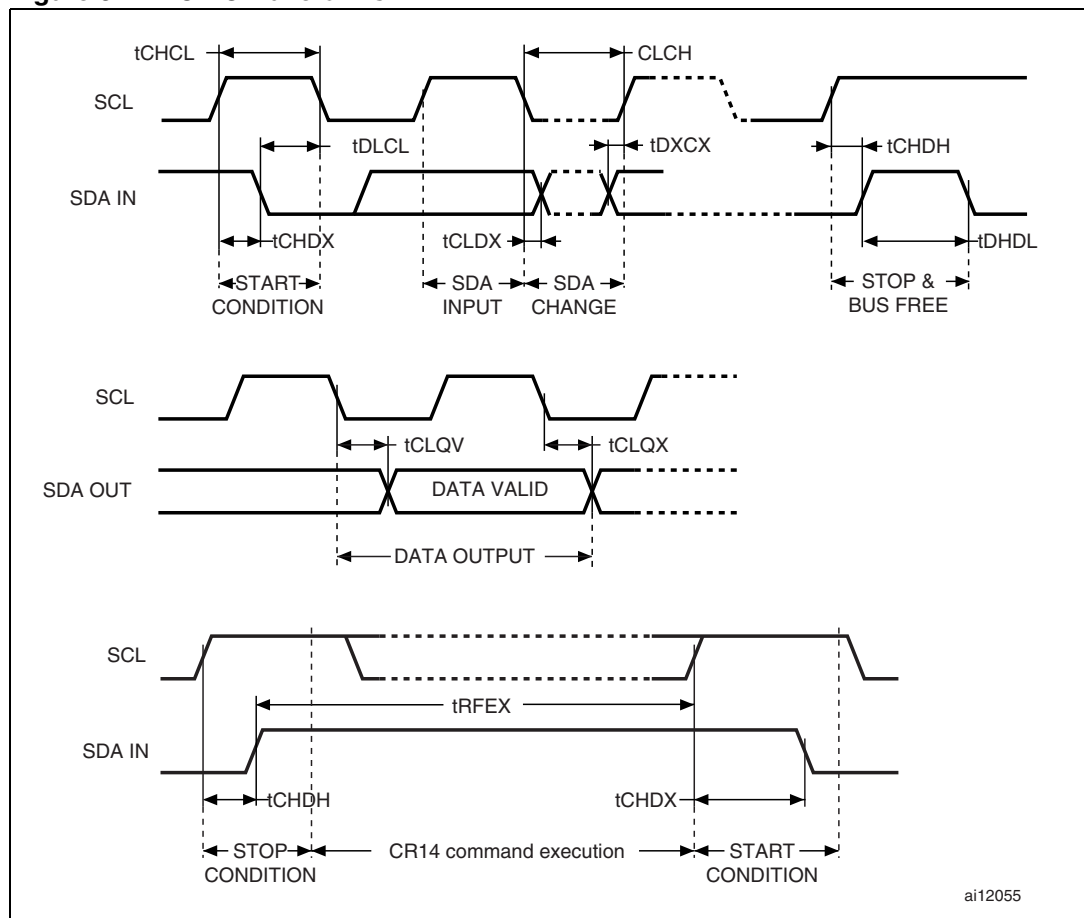 tCHCL
CLCH
SCL
tDLCL
tDXCX
tCHDH
SDA IN
tCHDX
tCLDX
tDHDL
START
CONDITION
SDA
INPUT
SDA
CHANGE
STOP &
BUS FREE
SCL
tCLQV
tCLQX
SDA OUT
DATA VALID
DATA OUTPUT
SCL
tRFEX
SDA IN
tCHDH
tCHDX
STOP
CONDITION
CR14 command execution
START
CONDITION
ai12055